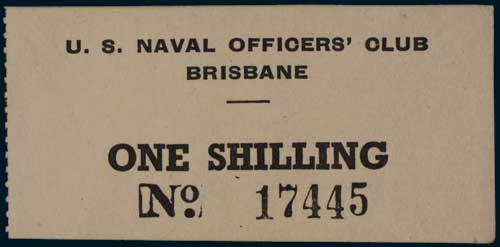 U. S. NAVAL OFFICERS' CLUB
BRISBANE
ONE SHILLING
No. 17445